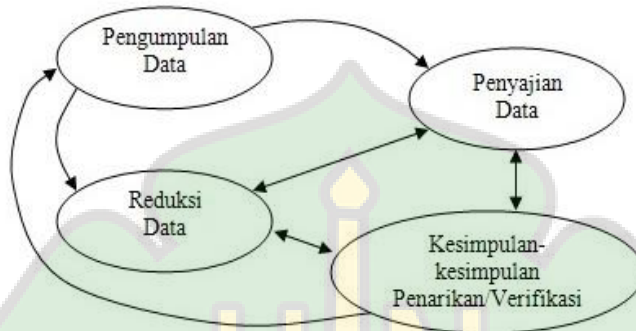 Pengumpulan
Data
Penyajian
Data
Reduksi
Data
Kesimpulan-
kesimpulan
Penarikan/Verifikasi